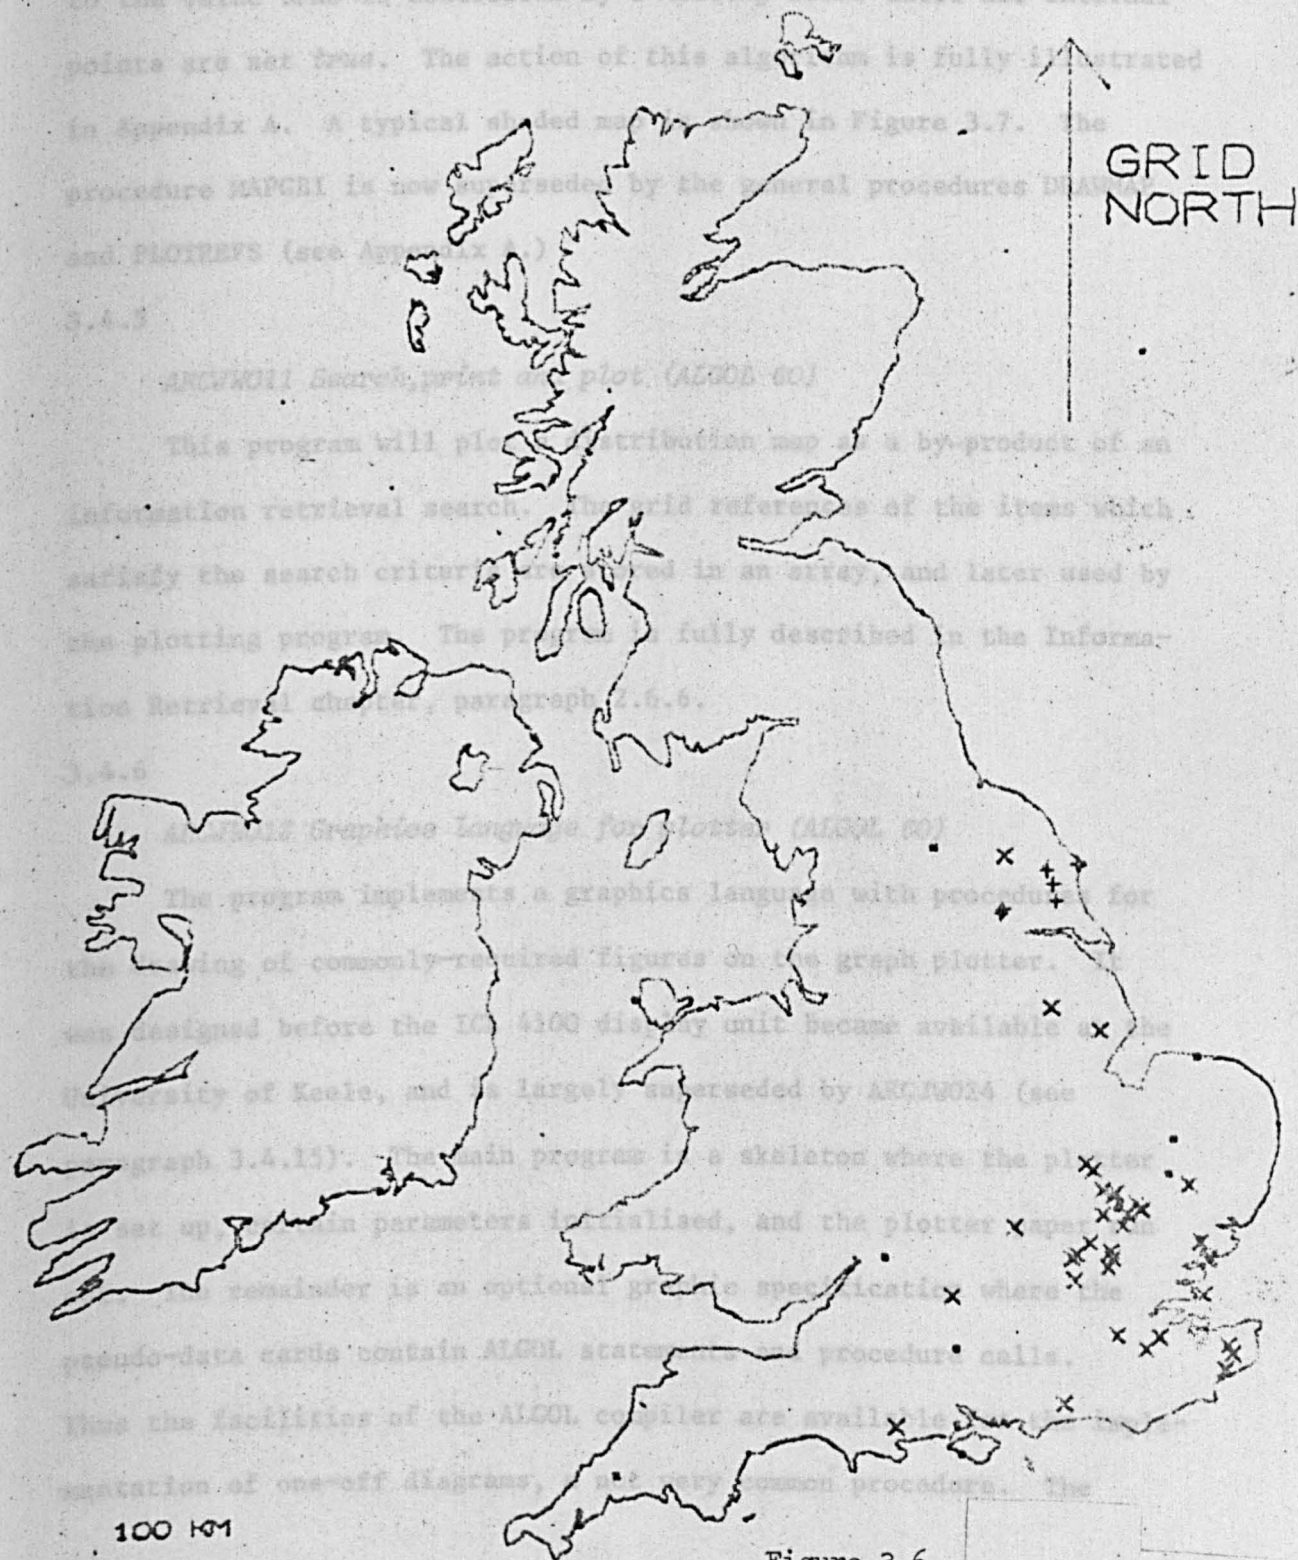 points are set true. The action of this algorithm is fully illustrated
in Appendix A. A typical shaded map is shown in Figure 3.7. The
procedure MAPGBI is now superseded by the general procedures DRAWMAP
and PLOTREFS (see Appendix A.)
GRID
NORTH
3.4.5
Search, print and plot (ALGOL 60)
This program will plot a distribution map as a by-product of an
information retrieval search. The grid references of the items which
satisfy the search criteria are stored in an array, and later used by
the plotting program. The program is fully described in the Informa-
tion Retrieval chapter, paragraph 2.6.6.
3.4.6
Graphics language for plotter (ALGOL 60)
The program implements a graphics language with procedures for
the drawing of commonly-required figures on the graph plotter. It
was designed before the ICL 4100 display unit became available at the
University of Keele, and is largely superseded by ARCJW024 (see
paragraph 3.4.15). The main program is a skeleton where the plotter
is set up, certain parameters initialised, and the plotter paper
The remainder is an optional graphic specification where the
pseudo-data cards contain ALGOL statements and procedure calls.
Thus the facilities of the ALGOL compiler are available for the imple-
mentation of one-off diagrams, a not very common procedure. The
100 KM
Figure 3.6